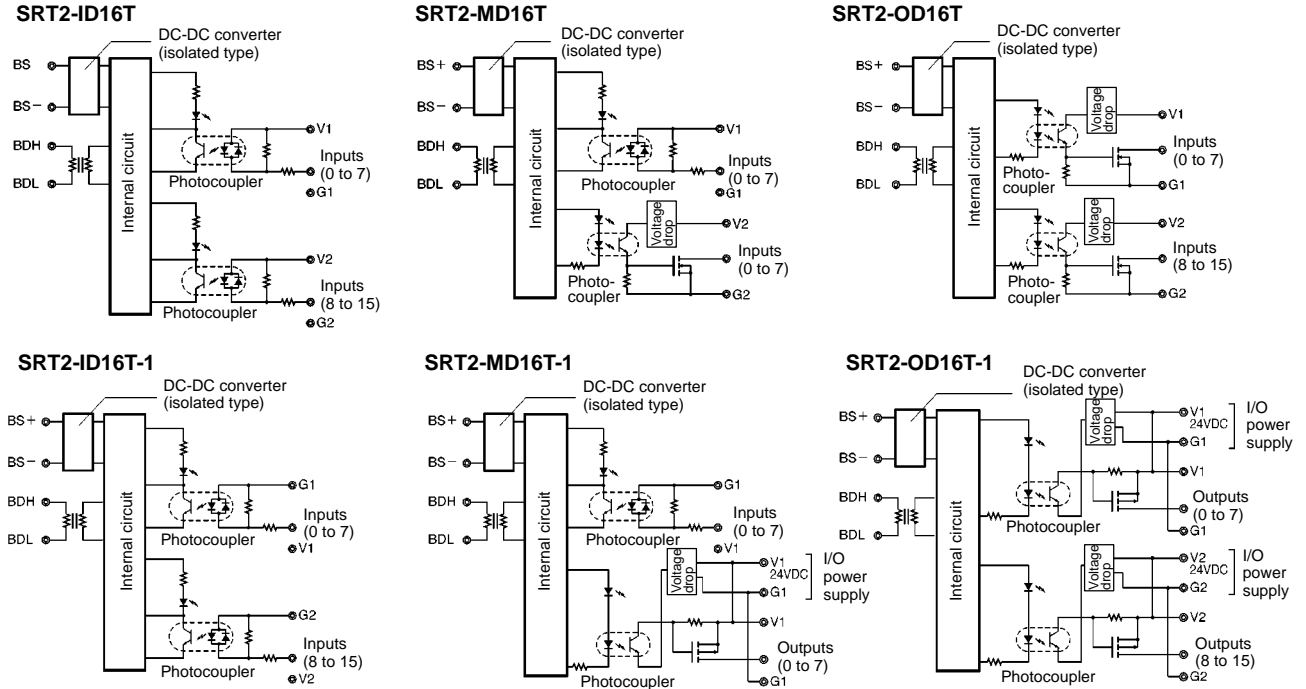 SRT2-ID16T
DC-DC converter
(isolated type)
BS
BS−
BDH
BDL
Internal circuit
V1
Inputs
(0 to 7)
G1
Photocoupler
V2
Inputs
(8 to 15)
G2
Photocoupler
SRT2-MD16T
DC-DC converter
(isolated type)
BS+
BS−
BDH
BDL
Internal circuit
V1
Inputs
(0 to 7)
G1
Photocoupler
Voltage
drop
V2
Inputs
(0 to 7)
Photo-
coupler
G2
SRT2-OD16T
DC-DC converter
(isolated type)
BS+
BS−
BDH
BDL
Internal circuit
Voltage
drop
V1
Inputs
(0 to 7)
Photo-
coupler
G1
Voltage
drop
V2
Inputs
(8 to 15)
Photo-
coupler
G2
SRT2-ID16T-1
DC-DC converter
(isolated type)
BS+
BS−
BDH
BDL
Internal circuit
G1
Inputs
(0 to 7)
Photocoupler
V1
G2
Inputs
(8 to 15)
Photocoupler
V2
SRT2-MD16T-1
DC-DC converter
(isolated type)
BS+
BS−
BDH
BDL
Internal circuit
G1
Inputs
(0 to 7)
Photocoupler
V1
Voltage
drop
V1
24VDC
G1
I/O
power
supply
V1
Outputs
(0 to 7)
Photocoupler
G1
SRT2-OD16T-1
DC-DC converter
(isolated type)
BS+
BS−
BDH
BDL
Internal circuit
Voltage
drop
V1
24VDC
G1
I/O
power
supply
V1
Outputs
(0 to 7)
Photocoupler
G1
Voltage
drop
V2
24VDC
G2
I/O
power
supply
V2
Outputs
(8 to 15)
Photocoupler
G2